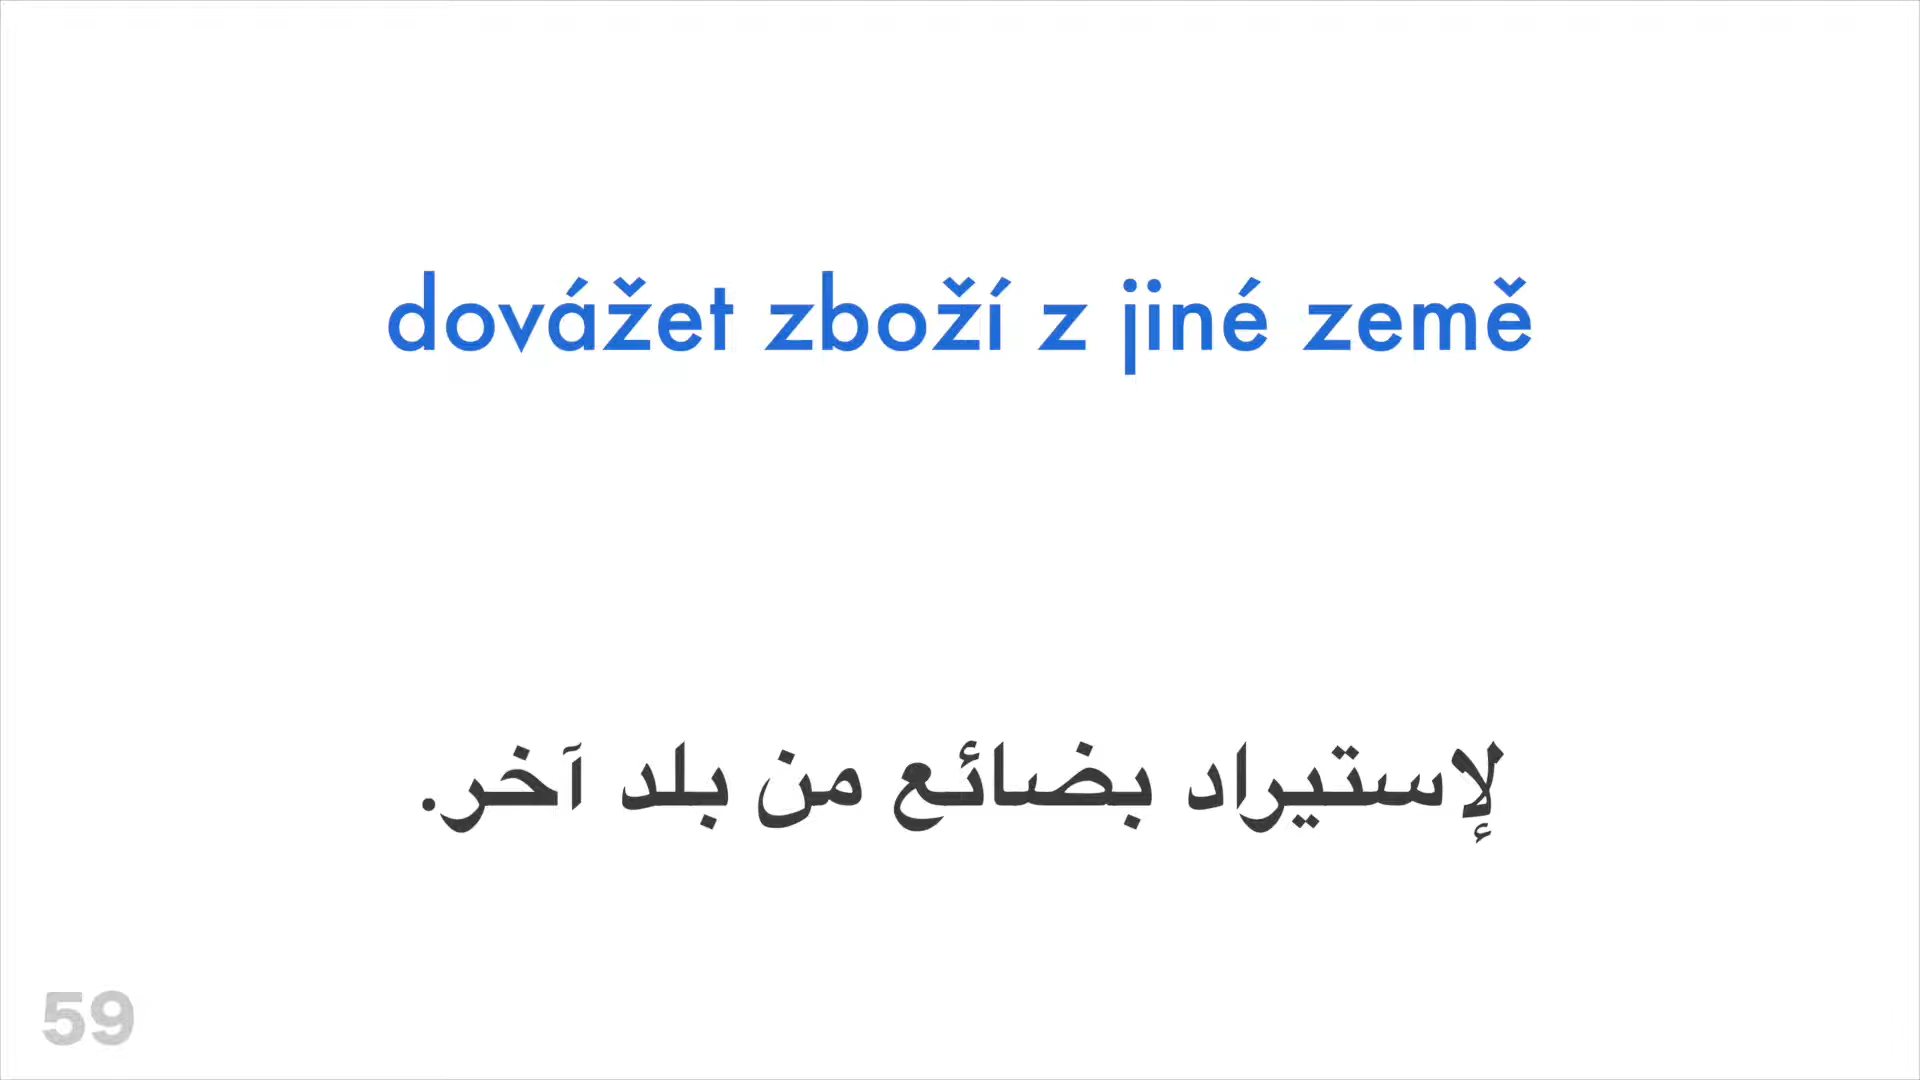 dovážet zboží z jiné země
لإستيراد بضائع من بلد آخر.
59